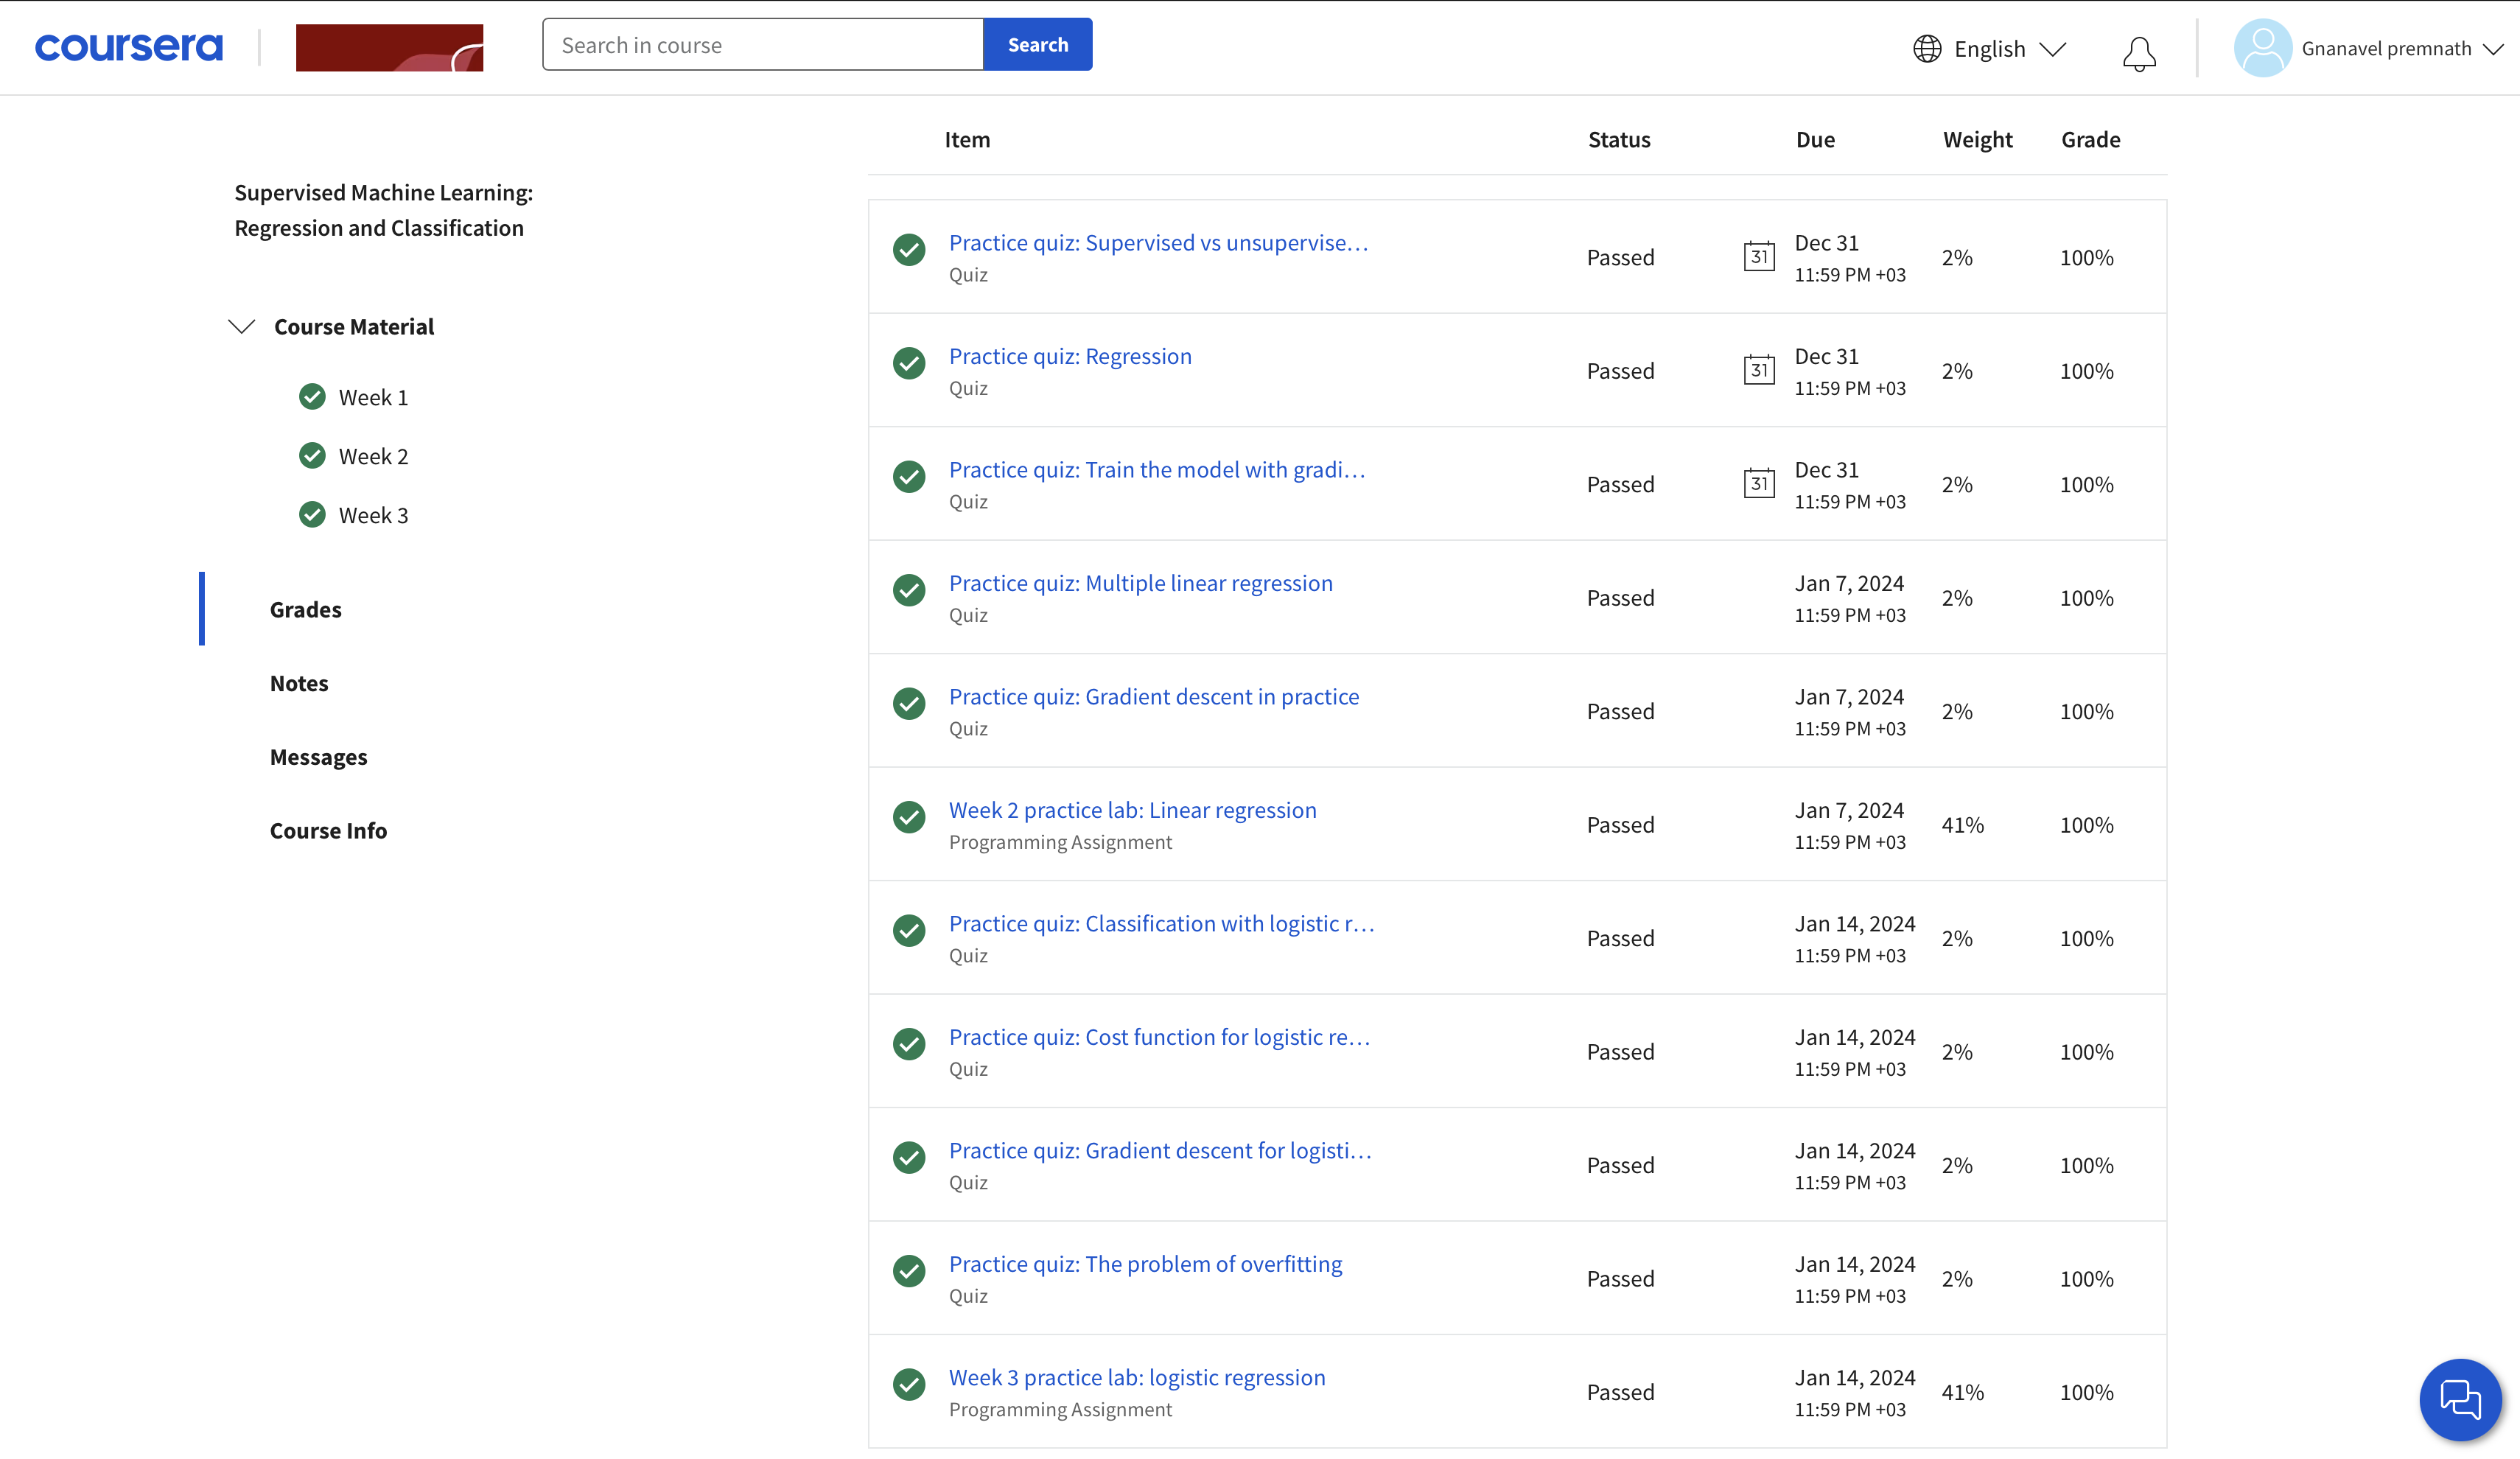 coursera
Search in course
Search
English
Gnanavel premnath
Supervised Machine Learning:
Regression and Classification
Course Material
Week 1
Week 2
Week 3
Grades
Notes
Messages
Course Info
Item Status Due Weight Grade
Practice quiz: Supervised vs unsupervise…
Quiz
Passed
31
Dec 31
11:59 PM +03
2%
100%
Practice quiz: Regression
Quiz
Passed
31
Dec 31
11:59 PM +03
2%
100%
Practice quiz: Train the model with gradi…
Quiz
Passed
31
Dec 31
11:59 PM +03
2%
100%
Practice quiz: Multiple linear regression
Quiz
Passed
Jan 7, 2024
11:59 PM +03
2%
100%
Practice quiz: Gradient descent in practice
Quiz
Passed
Jan 7, 2024
11:59 PM +03
2%
100%
Week 2 practice lab: Linear regression
Programming Assignment
Passed
Jan 7, 2024
11:59 PM +03
41%
100%
Practice quiz: Classification with logistic r…
Quiz
Passed
Jan 14, 2024
11:59 PM +03
2%
100%
Practice quiz: Cost function for logistic re…
Quiz
Passed
Jan 14, 2024
11:59 PM +03
2%
100%
Practice quiz: Gradient descent for logisti…
Quiz
Passed
Jan 14, 2024
11:59 PM +03
2%
100%
Practice quiz: The problem of overfitting
Quiz
Passed
Jan 14, 2024
11:59 PM +03
2%
100%
Week 3 practice lab: logistic regression
Programming Assignment
Passed
Jan 14, 2024
11:59 PM +03
41%
100%